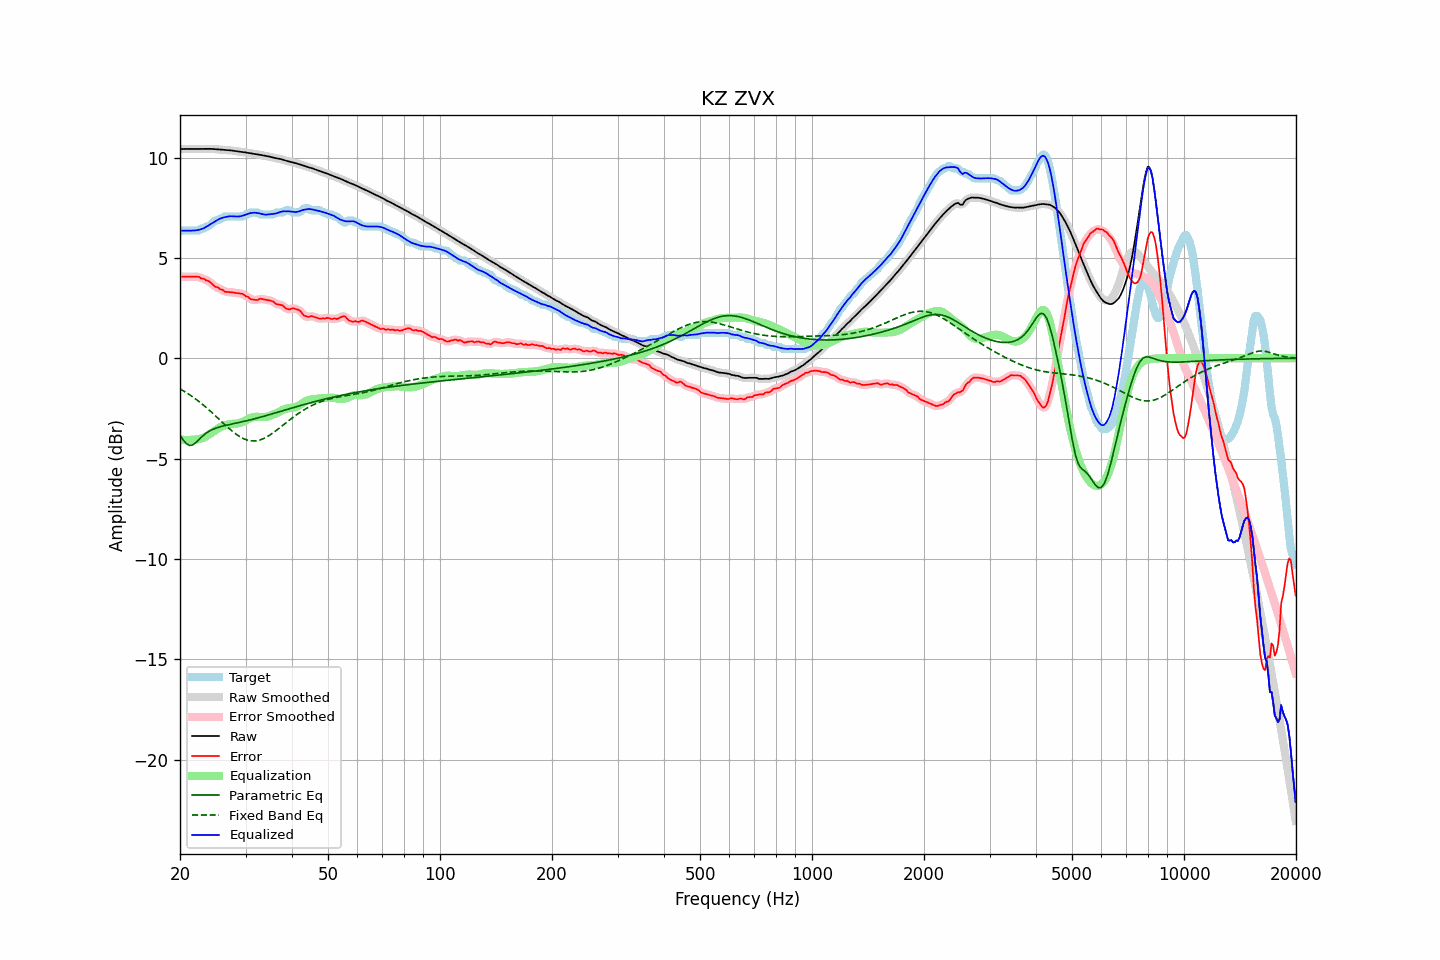 KZ ZVX
Amplitude (dBr)
10
5
0
−5
−10
−15
−20
Target
Raw Smoothed
Error Smoothed
Raw
Error
Equalization
Parametric Eq
Fixed Band Eq
Equalized
20 50 100 200 500 1000 2000 5000 10000 20000
Frequency (Hz)